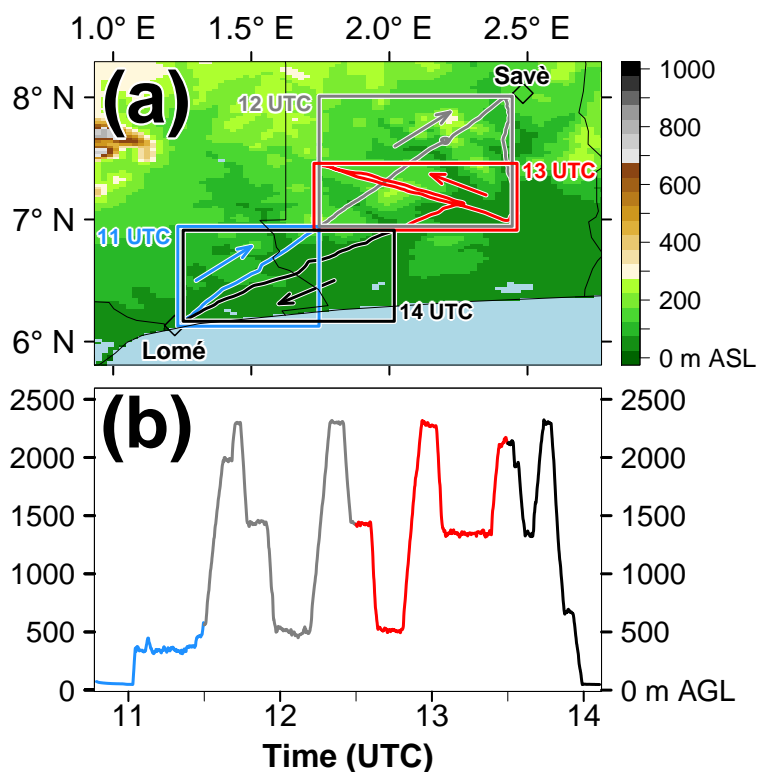 1.0° E 1.5° E 2.0° E 2.5° E
(a)
8° N
7° N
6° N
Savè
12 UTC
13 UTC
11 UTC
14 UTC
Lomé
1000
800
600
400
200
0 m ASL
(b)
2500
2000
1500
1000
500
0
2500
2000
1500
1000
500
0 m AGL
11 12 13 14
Time (UTC)